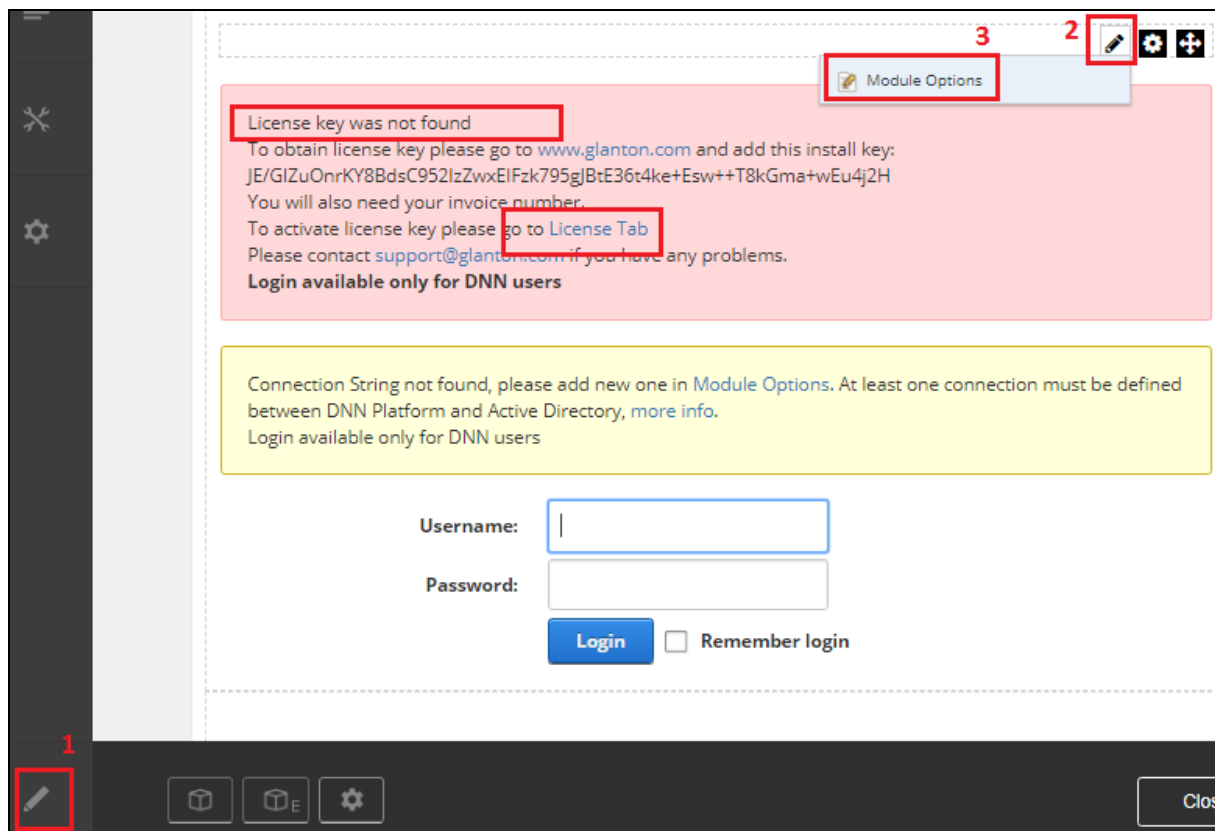 3
2
Module Options
License key was not found
To obtain license key please go to www.glanton.com and add this install key:
JE/GlZuOnrKY8BdsC952IzZwxElFzk795gJBtE36t4ke+Esw++T8kGma+wEu4j2H
You will also need your invoice number.
To activate license key please go to License Tab
Please contact support@glanton.com if you have any problems.
Login available only for DNN users
Connection String not found, please add new one in Module Options. At least one connection must be defined
between DNN Platform and Active Directory, more info.
Login available only for DNN users
Username:
Password:
Login Remember login
1
E
Clos